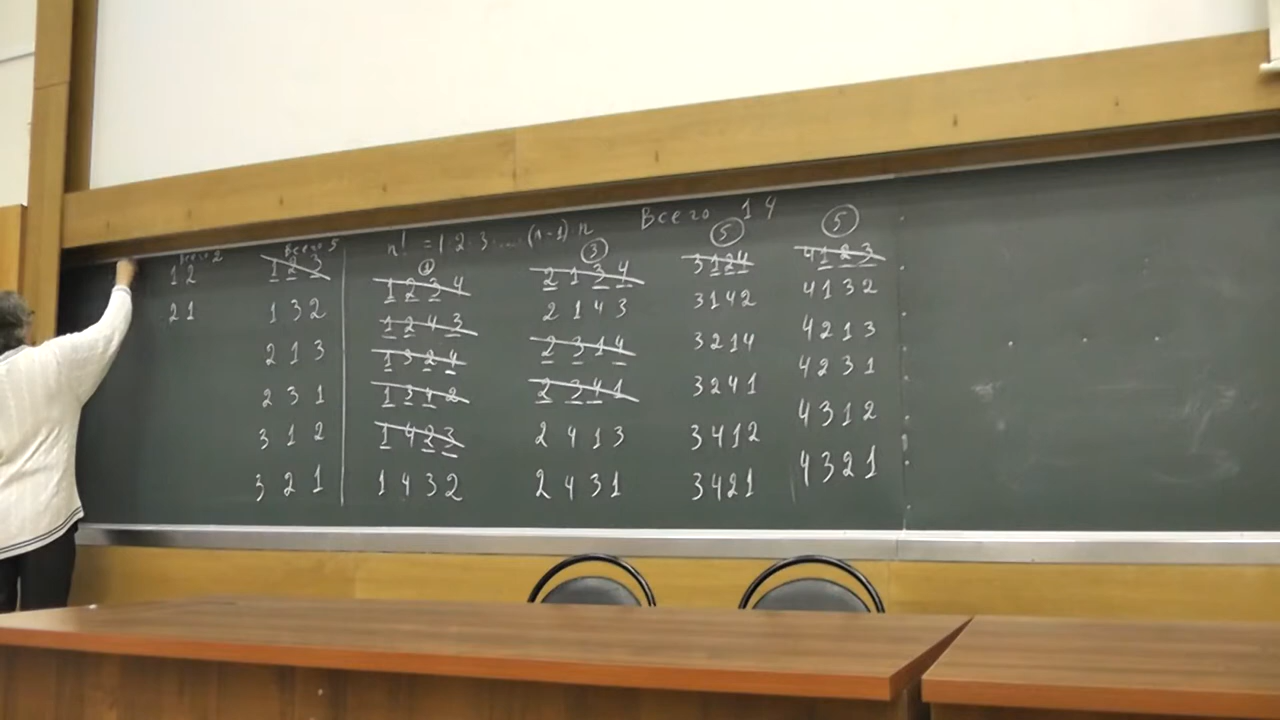 Всего 2
1 2
2 1
Всего 5
1 2 3
1 3 2
2 1 3
2 3 1
3 1 2
3 2 1
n! = 1·2·3·...·(n-1) n
Всего 14
1
1 2 3 4
1 2 4 3
1 3 2 4
1 3 4 2
1 4 2 3
1 4 3 2
3
2 1 3 4
2 1 4 3
2 3 1 4
2 3 4 1
2 4 1 3
2 4 3 1
5
3 1 2 4
3 1 4 2
3 2 1 4
3 2 4 1
3 4 1 2
3 4 2 1
5
4 1 2 3
4 1 3 2
4 2 1 3
4 2 3 1
4 3 1 2
4 3 2 1